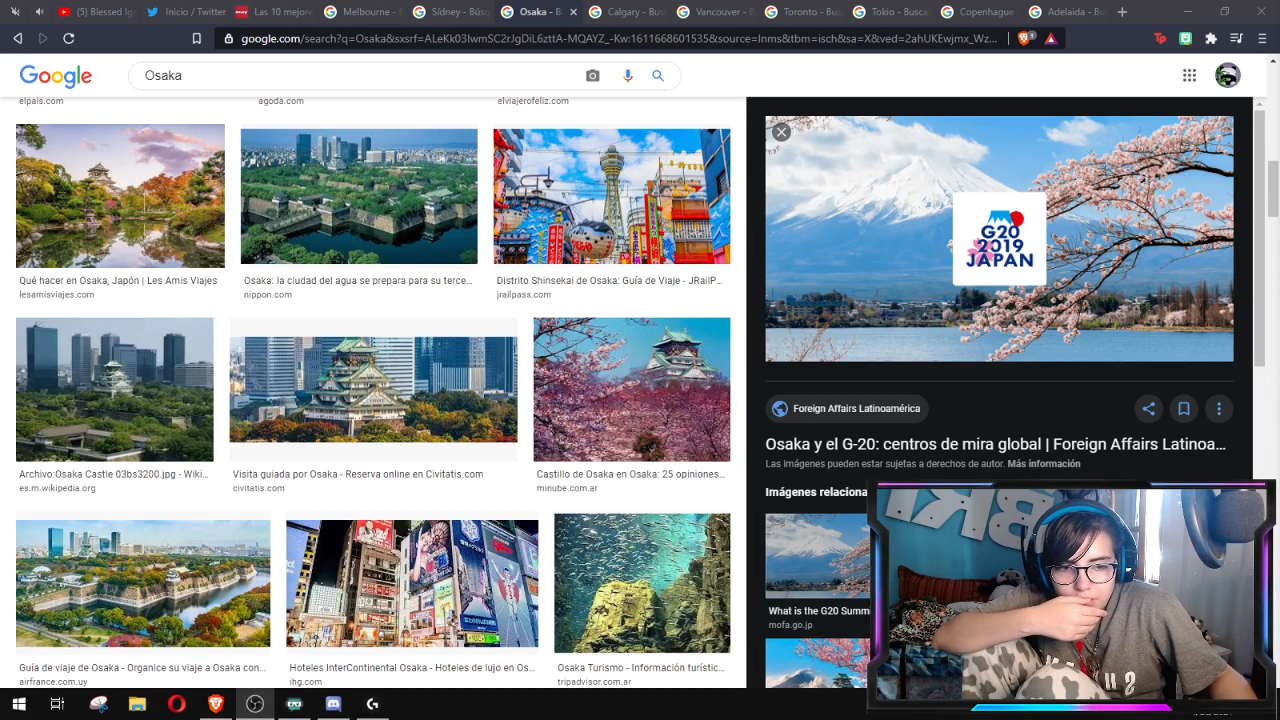 (5) Blessed Ig
Inicio / Twitter
Las 10 mejore
Melbourne - 
Sídney - Búsq
Osaka - B
Calgary - Bus
Vancouver - B
Toronto - Bus
Tokio - Busca
Copenhague
Adelaida - Bu
google.com/search?q=Osaka&sxsrf=ALeKk03IwmSC2rJgDiL6zttA-MQAYZ_-Kw:1611668601535&source=lnms&tbm=isch&sa=X&ved=2ahUKEwjmx_Wz...
Google
Osaka
elpais.com
agoda.com
elviajerofeliz.com
Qué hacer en Osaka, Japón | Les Amis Viajes
lesamisviajes.com
Osaka: la ciudad del agua se prepara para su terce...
nippon.com
Distrito Shinsekai de Osaka: Guía de Viaje - JRailP...
jrailpass.com
Archivo:Osaka Castle 03bs3200.jpg - Wiki...
es.m.wikipedia.org
Visita guiada por Osaka - Reserva online en Civitatis.com
civitatis.com
Castillo de Osaka en Osaka: 25 opiniones...
minube.com.ar
Guía de viaje de Osaka - Organice su viaje a Osaka con...
airfrance.com.uy
Hoteles InterContinental Osaka - Hoteles de lujo en Os...
ihg.com
Osaka Turismo - Información turístic...
tripadvisor.com.ar
G20
2019
JAPAN
Foreign Affairs Latinoamérica
Osaka y el G-20: centros de mira global | Foreign Affairs Latinoa...
Las imágenes pueden estar sujetas a derechos de autor. Más información
Imágenes relaciona
What is the G20 Summ
mofa.go.jp